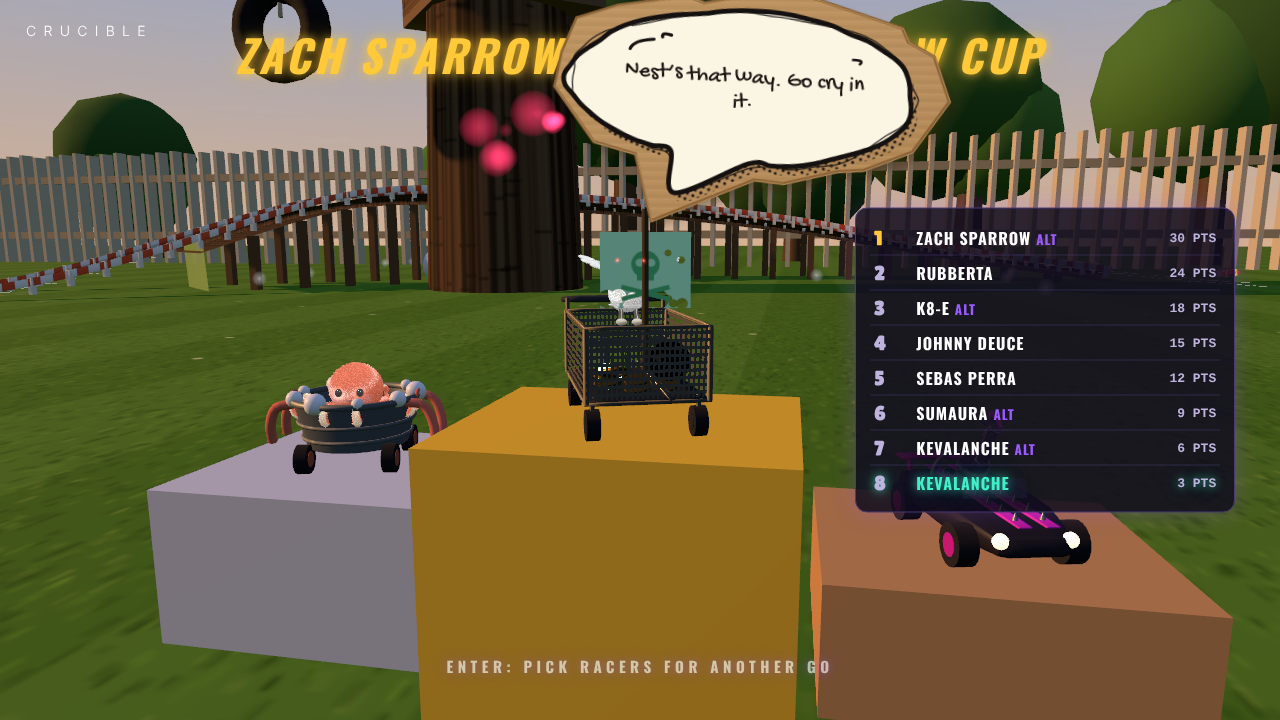 CRUCIBLE
ZACH SPARROW W CUP
Nest's that way. Go cry in
it.
1 ZACH SPARROW ALT 30 PTS
2 RUBBERTA 24 PTS
3 K8-E ALT 18 PTS
4 JOHNNY DEUCE 15 PTS
5 SEBAS PERRA 12 PTS
6 SUMAURA ALT 9 PTS
7 KEVALANCHE ALT 6 PTS
8 KEVALANCHE 3 PTS
ENTER: PICK RACERS FOR ANOTHER GO